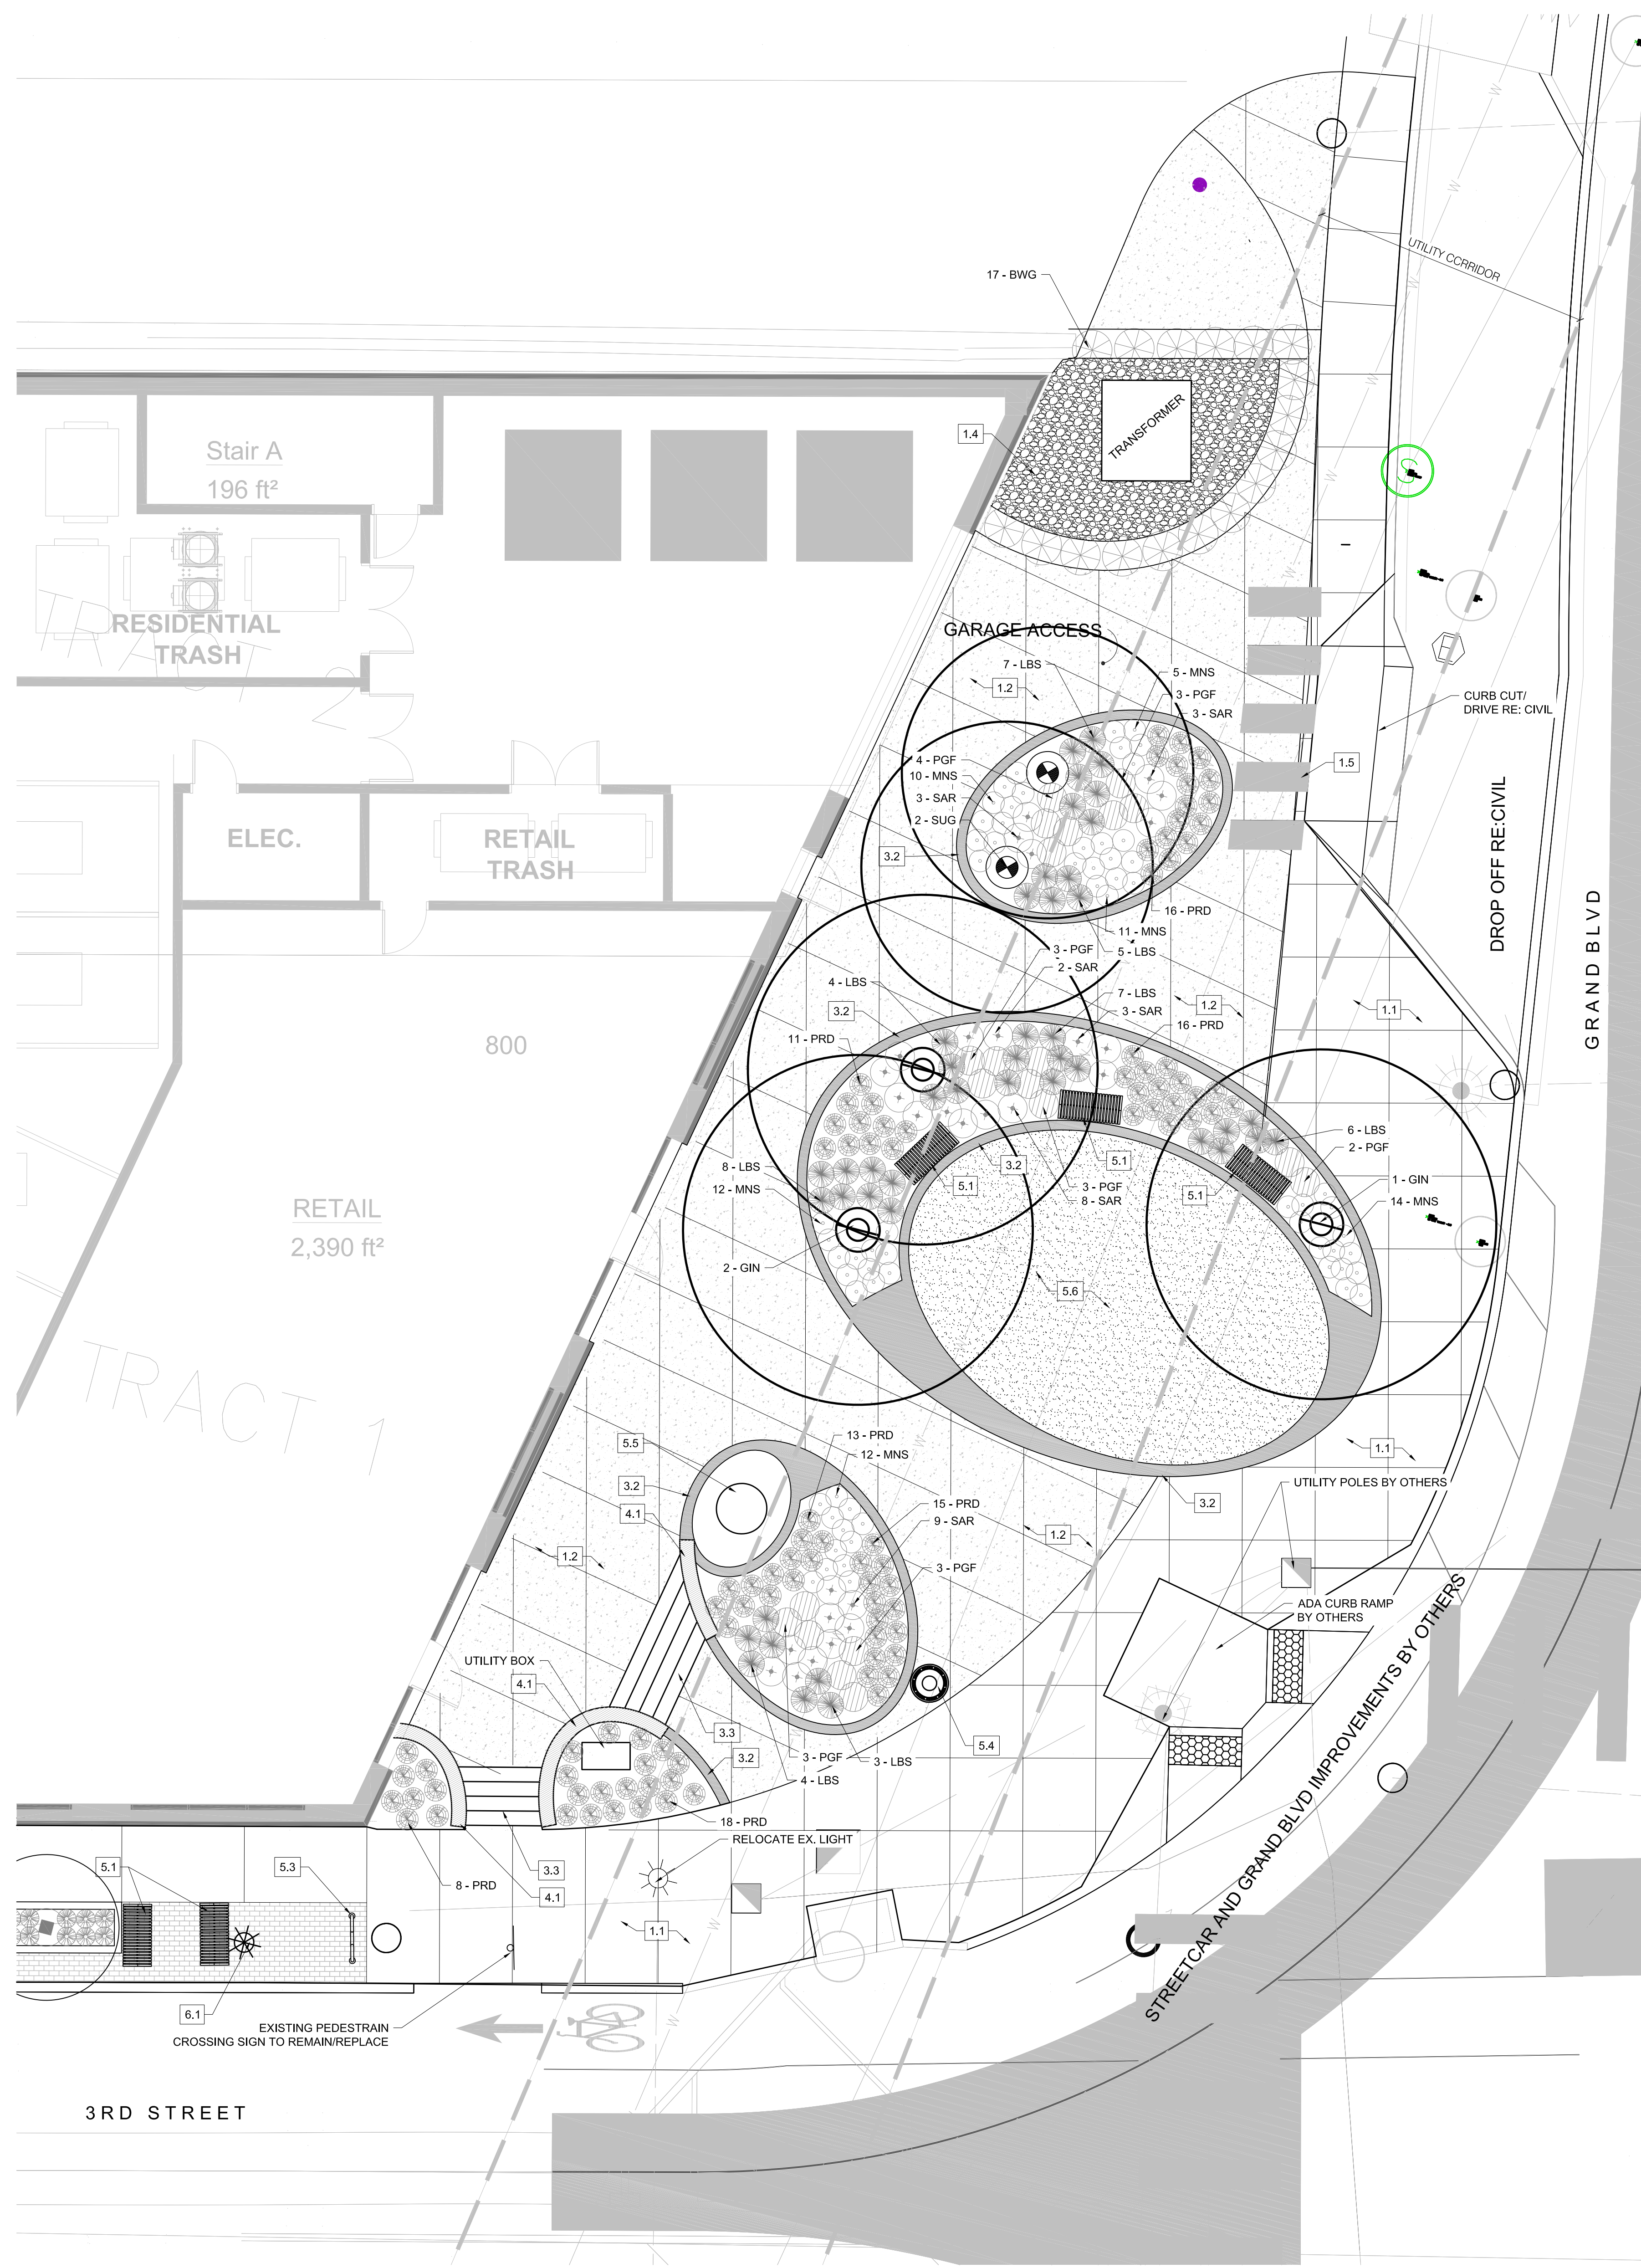 UTILITY CORRIDOR
17 - BWG
TRANSFORMER
1.4
Stair A
196 ft²
RESIDENTIAL
TRASH
GARAGE ACCESS
7 - LBS
5 - MNS
1.2
3 - PGF
3 - SAR
CURB CUT/
DRIVE RE: CIVIL
4 - PGF
10 - MNS
3 - SAR
2 - SUG
1.5
3.2
ELEC.
RETAIL
TRASH
DROP OFF RE:CIVIL
GRAND BLVD
16 - PRD
11 - MNS
5 - LBS
3 - PGF
2 - SAR
4 - LBS
7 - LBS
3.2
3 - SAR
1.2
1.1
16 - PRD
11 - PRD
800
6 - LBS
2 - PGF
8 - LBS
3.2
5.1
12 - MNS
5.1
3 - PGF
8 - SAR
5.1
1 - GIN
14 - MNS
RETAIL
2,390 ft²
2 - GIN
5.6
TRACT 1
13 - PRD
12 - MNS
5.5
1.1
3.2
UTILITY POLES BY OTHERS
4.1
15 - PRD
9 - SAR
3.2
1.2
1.2
3 - PGF
ADA CURB RAMP
BY OTHERS
UTILITY BOX
4.1
3.3
3.2
5.4
3 - PGF
3 - LBS
4 - LBS
18 - PRD
RELOCATE EX. LIGHT
5.1
5.3
3.3
8 - PRD
4.1
1.1
STREETCAR AND GRAND BLVD IMPROVEMENTS BY OTHERS
6.1
EXISTING PEDESTRAIN
CROSSING SIGN TO REMAIN/REPLACE
3RD STREET